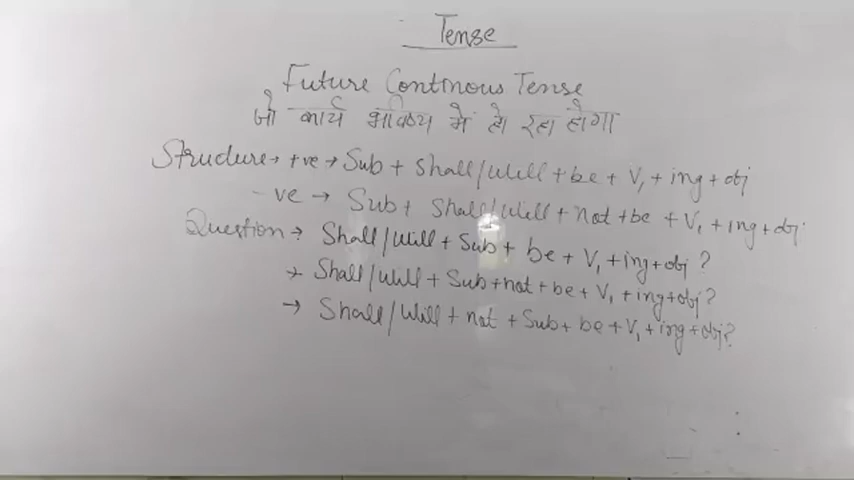 Tense
Future Continous Tense
जो कार्य भविष्य में हो रहा होगा
Structure → +ve → Sub + Shall/Will + be + V₁ + ing + obj
-ve → Sub + Shall/Will + not + be + V₁ + ing + obj
Question → Shall/Will + Sub + be + V₁ + ing + obj ?
→ Shall/Will + Sub + not + be + V₁ + ing + obj ?
→ Shall/Will + not + Sub + be + V₁ + ing + obj ?